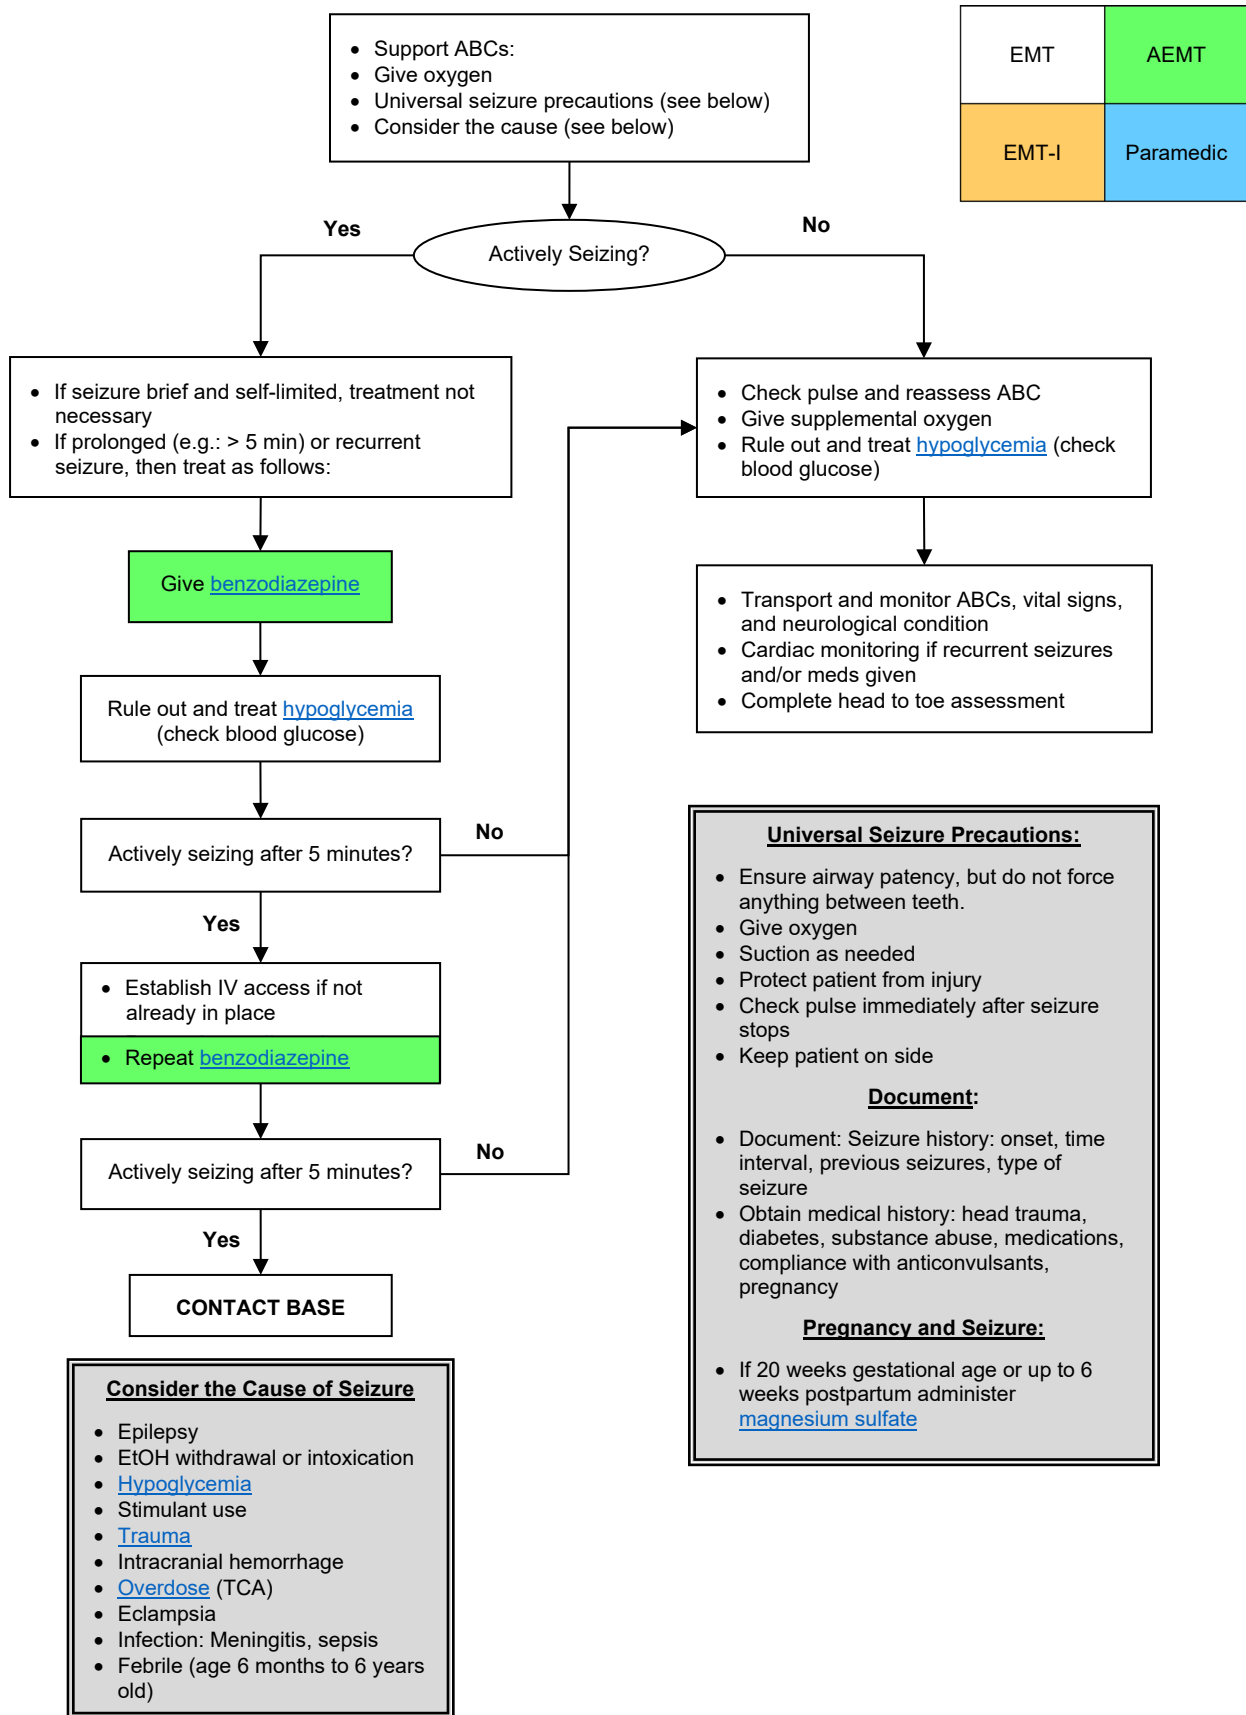 • Support ABCs:
• Give oxygen
• Universal seizure precautions (see below)
• Consider the cause (see below)
EMT
AEMT
EMT-I
Paramedic
Yes
No
Actively Seizing?
• If seizure brief and self-limited, treatment not
necessary
• If prolonged (e.g.: > 5 min) or recurrent
seizure, then treat as follows:
• Check pulse and reassess ABC
• Give supplemental oxygen
• Rule out and treat hypoglycemia (check
blood glucose)
Give benzodiazepine
• Transport and monitor ABCs, vital signs,
and neurological condition
• Cardiac monitoring if recurrent seizures
and/or meds given
• Complete head to toe assessment
Rule out and treat hypoglycemia
(check blood glucose)
Actively seizing after 5 minutes?
No
Yes
• Establish IV access if not
already in place
• Repeat benzodiazepine
Actively seizing after 5 minutes?
No
Yes
CONTACT BASE
Universal Seizure Precautions:
• Ensure airway patency, but do not force
anything between teeth.
• Give oxygen
• Suction as needed
• Protect patient from injury
• Check pulse immediately after seizure
stops
• Keep patient on side
Document:
• Document: Seizure history: onset, time
interval, previous seizures, type of
seizure
• Obtain medical history: head trauma,
diabetes, substance abuse, medications,
compliance with anticonvulsants,
pregnancy
Pregnancy and Seizure:
• If 20 weeks gestational age or up to 6
weeks postpartum administer
magnesium sulfate
Consider the Cause of Seizure
• Epilepsy
• EtOH withdrawal or intoxication
• Hypoglycemia
• Stimulant use
• Trauma
• Intracranial hemorrhage
• Overdose (TCA)
• Eclampsia
• Infection: Meningitis, sepsis
• Febrile (age 6 months to 6 years
old)